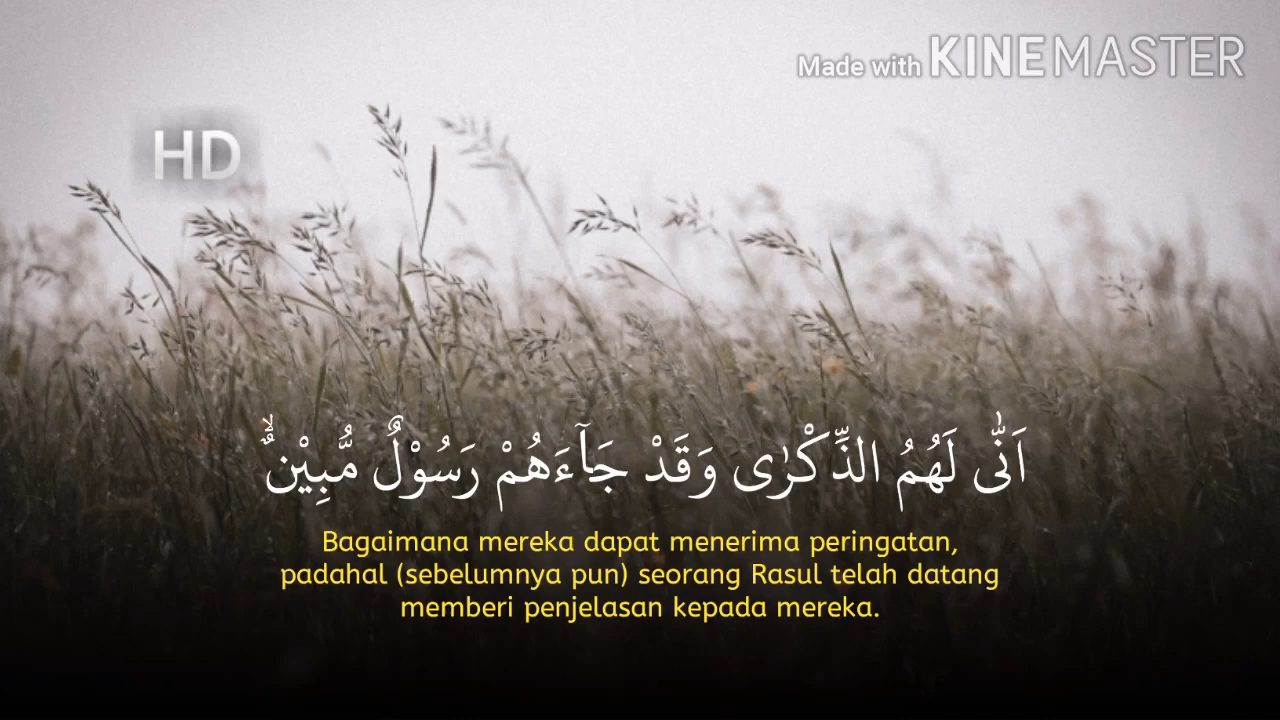 Made with KINEMASTER
HD
اَنّٰى لَهُمُ الذِّكْرٰى وَقَدْ جَاۤءَهُمْ رَسُوْلٌ مُّبِيْنٌۙ
Bagaimana mereka dapat menerima peringatan,
padahal (sebelumnya pun) seorang Rasul telah datang
memberi penjelasan kepada mereka.